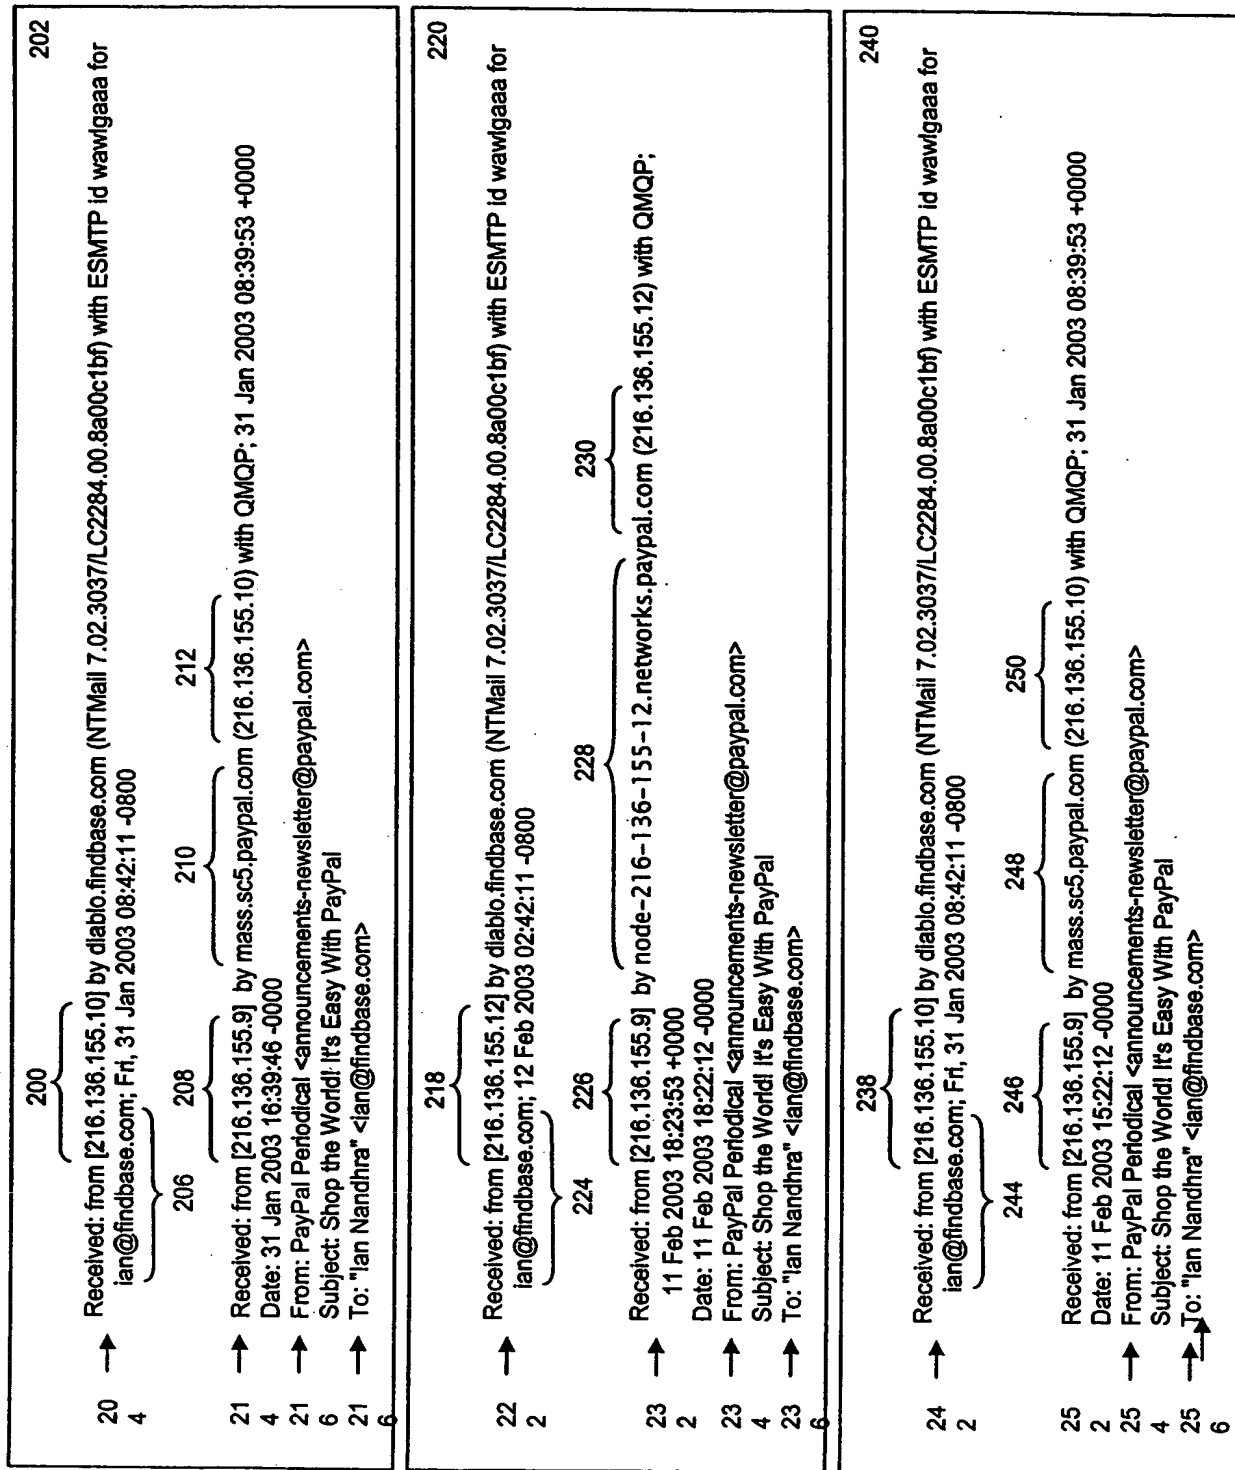 202
200
20
4
Received: from [216.136.155.10] by diablo.findbase.com (NTMail 7.02.3037/LC2284.00.8a00c1bf) with ESMTP id wawlgaaa for
ian@findbase.com; Fri, 31 Jan 2003 08:42:11 -0800
206
208
210
212
21
4
Received: from [216.136.155.9] by mass.sc5.paypal.com (216.136.155.10) with QMQP; 31 Jan 2003 08:39:53 +0000
Date: 31 Jan 2003 16:39:46 -0000
21
6
From: PayPal Periodical <announcements-newsletter@paypal.com>
Subject: Shop the World! It's Easy With PayPal
21
6
To: "Ian Nandhra" <ian@findbase.com>
220
218
22
2
Received: from [216.136.155.12] by diablo.findbase.com (NTMail 7.02.3037/LC2284.00.8a00c1bf) with ESMTP id wawlgaaa for
ian@findbase.com; 12 Feb 2003 02:42:11 -0800
224
226
228
230
23
2
Received: from [216.136.155.9] by node-216-136-155-12.networks.paypal.com (216.136.155.12) with QMQP;
11 Feb 2003 18:23:53 +0000
Date: 11 Feb 2003 18:22:12 -0000
23
4
From: PayPal Periodical <announcements-newsletter@paypal.com>
Subject: Shop the World! It's Easy With PayPal
23
6
To: "Ian Nandhra" <ian@findbase.com>
240
238
24
2
Received: from [216.136.155.10] by diablo.findbase.com (NTMail 7.02.3037/LC2284.00.8a00c1bf) with ESMTP id wawlgaaa for
ian@findbase.com; Fri, 31 Jan 2003 08:42:11 -0800
244
246
248
250
25
2
Received: from [216.136.155.9] by mass.sc5.paypal.com (216.136.155.10) with QMQP; 31 Jan 2003 08:39:53 +0000
Date: 11 Feb 2003 15:22:12 -0000
25
4
From: PayPal Periodical <announcements-newsletter@paypal.com>
Subject: Shop the World! It's Easy With PayPal
25
6
To: "Ian Nandhra" <ian@findbase.com>